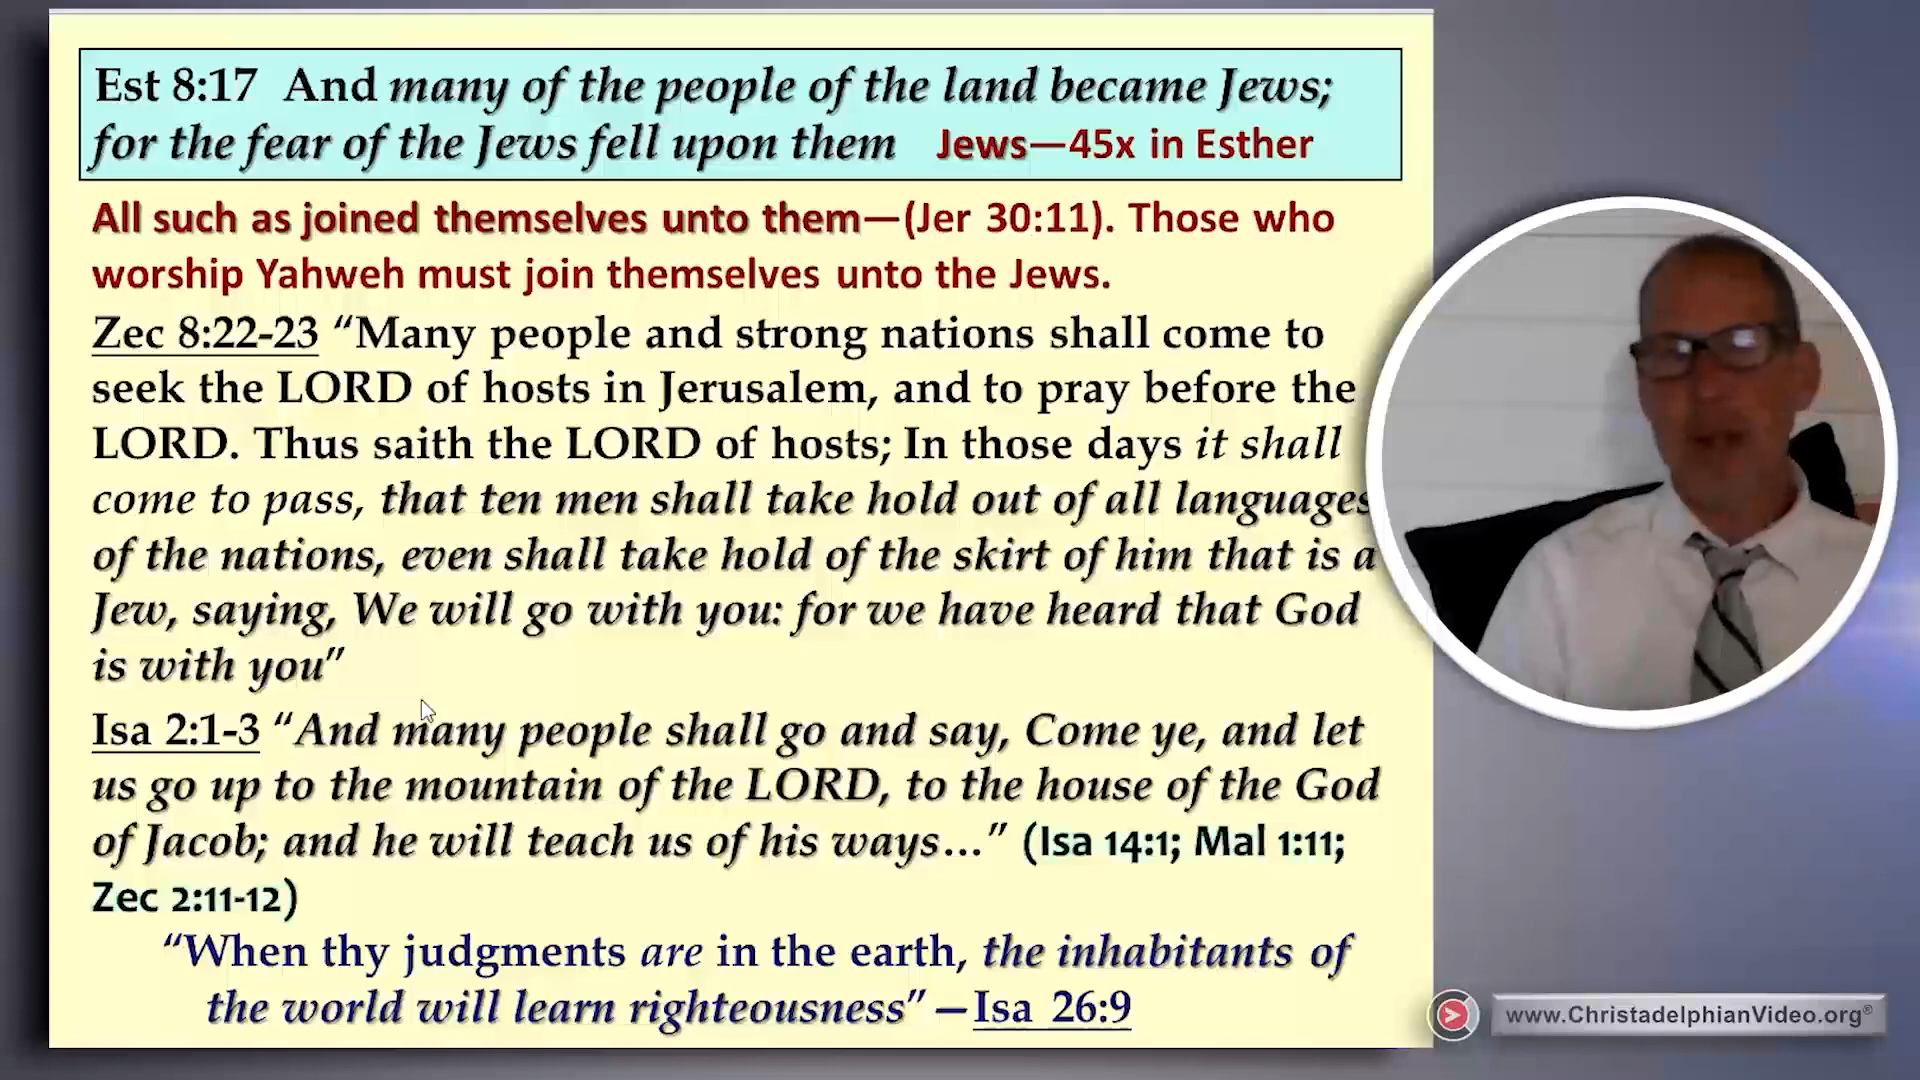 Est 8:17 And many of the people of the land became Jews;
for the fear of the Jews fell upon them Jews—45x in Esther
All such as joined themselves unto them—(Jer 30:11). Those who
worship Yahweh must join themselves unto the Jews.
Zec 8:22-23 “Many people and strong nations shall come to
seek the LORD of hosts in Jerusalem, and to pray before the
LORD. Thus saith the LORD of hosts; In those days it shall
come to pass, that ten men shall take hold out of all languages
of the nations, even shall take hold of the skirt of him that is a
Jew, saying, We will go with you: for we have heard that God
is with you”
Isa 2:1-3 “And many people shall go and say, Come ye, and let
us go up to the mountain of the LORD, to the house of the God
of Jacob; and he will teach us of his ways…” (Isa 14:1; Mal 1:11;
Zec 2:11-12)
“When thy judgments are in the earth, the inhabitants of
the world will learn righteousness” —Isa 26:9
www.ChristadelphianVideo.org®